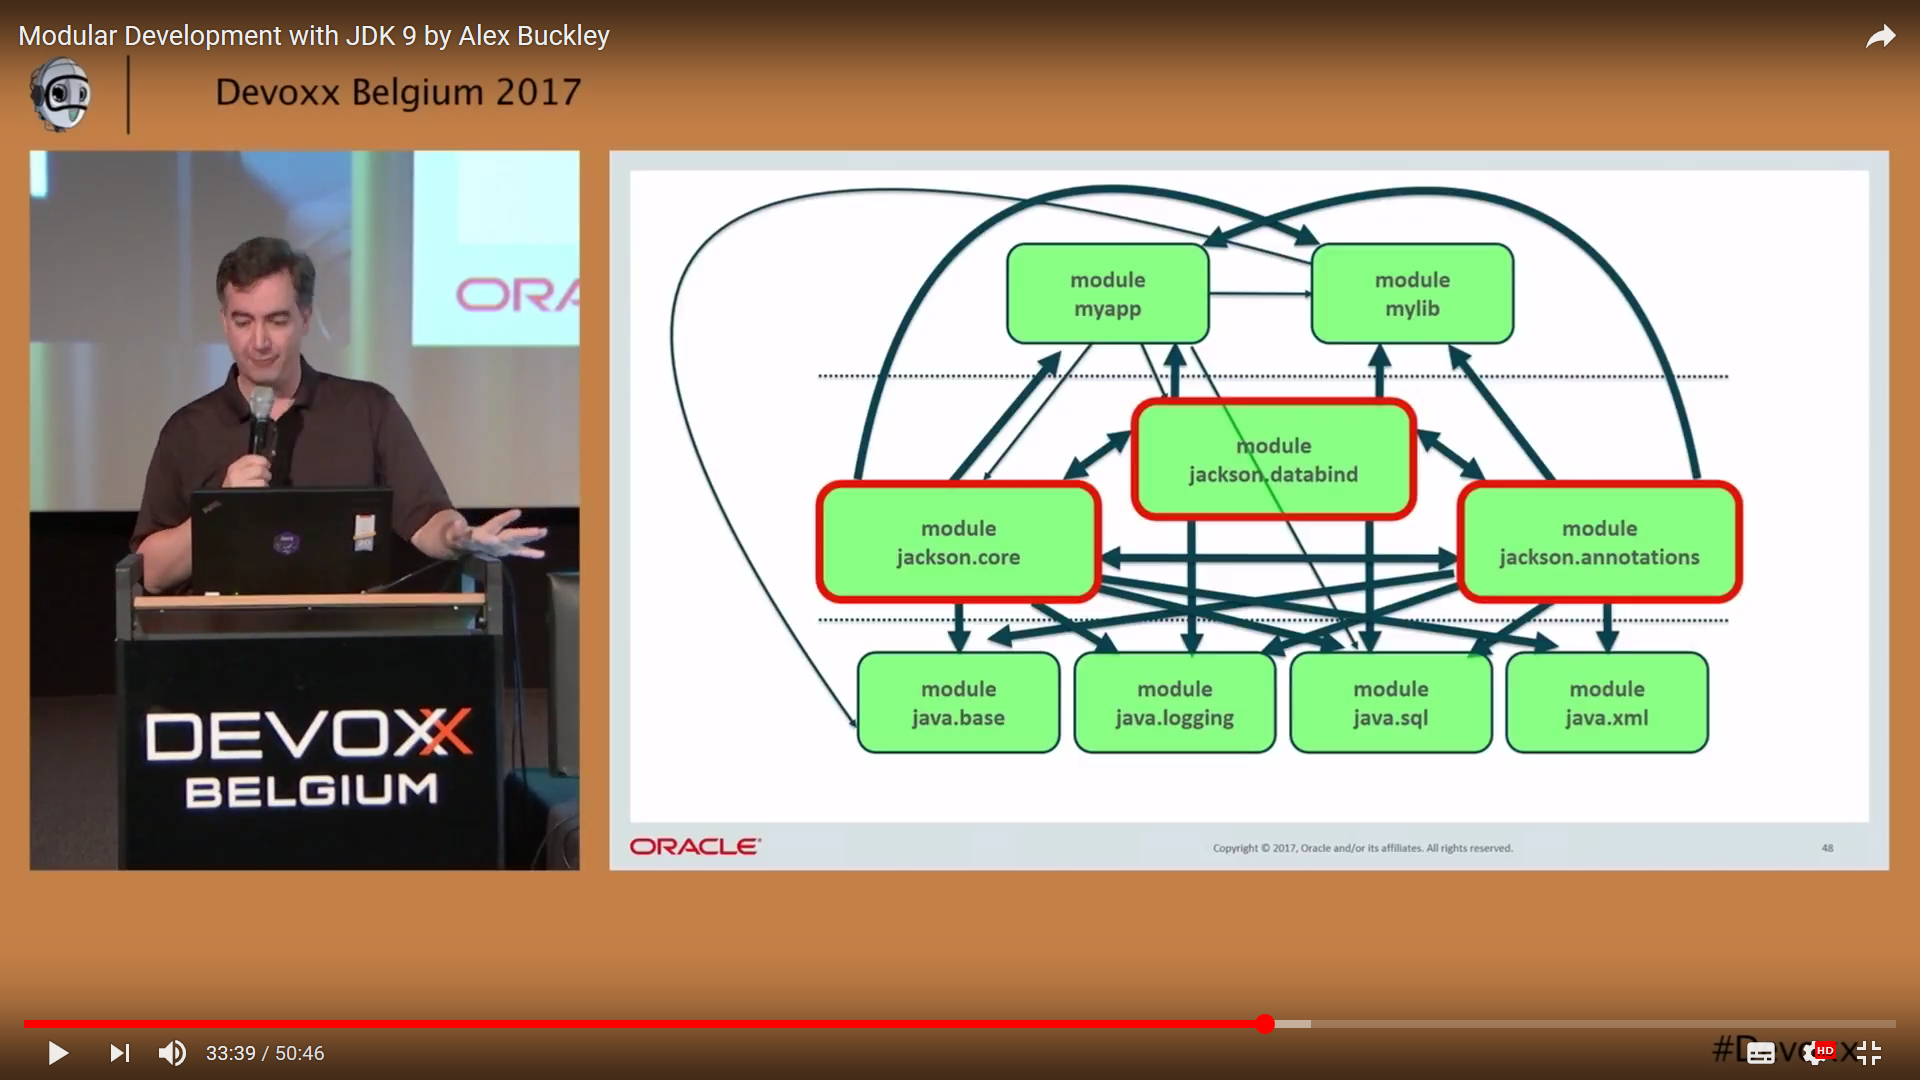 Modular Development with JDK 9 by Alex Buckley
Devoxx Belgium 2017
ORA
DEVOXX
BELGIUM
module
myapp
module
mylib
module
jackson.databind
module
jackson.core
module
jackson.annotations
module
java.base
module
java.logging
module
java.sql
module
java.xml
ORACLE
Copyright © 2017, Oracle and/or its affiliates. All rights reserved.
48
33:39 / 50:46
HD